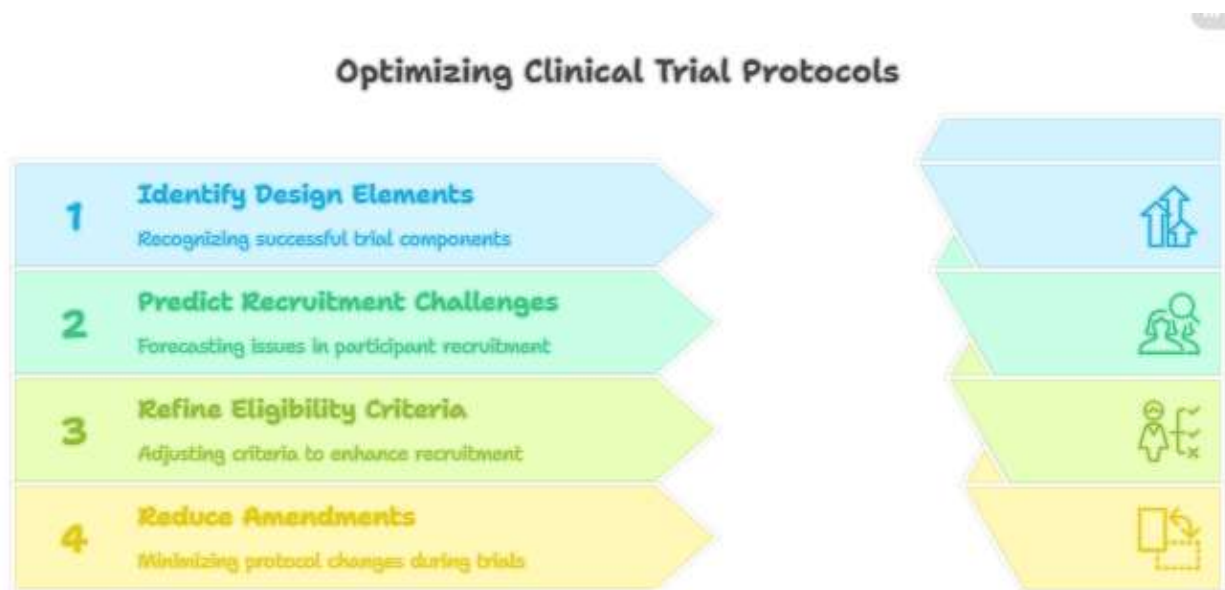 Optimizing Clinical Trial Protocols
1
Identify Design Elements
Recognizing successful trial components
2
Predict Recruitment Challenges
Forecasting issues in participant recruitment
3
Refine Eligibility Criteria
Adjusting criteria to enhance recruitment
4
Reduce Amendments
Minimizing protocol changes during trials